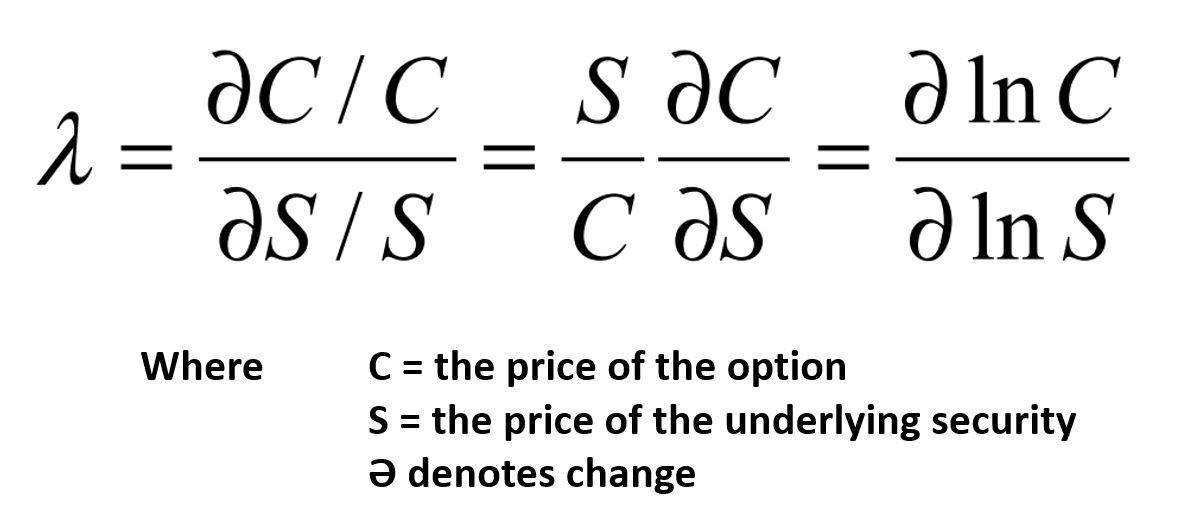 λ = ∂C / C / ∂S / S = S / C ∂C / ∂S = ∂ ln C / ∂ ln S
Where C = the price of the option
S = the price of the underlying security
Ə denotes change